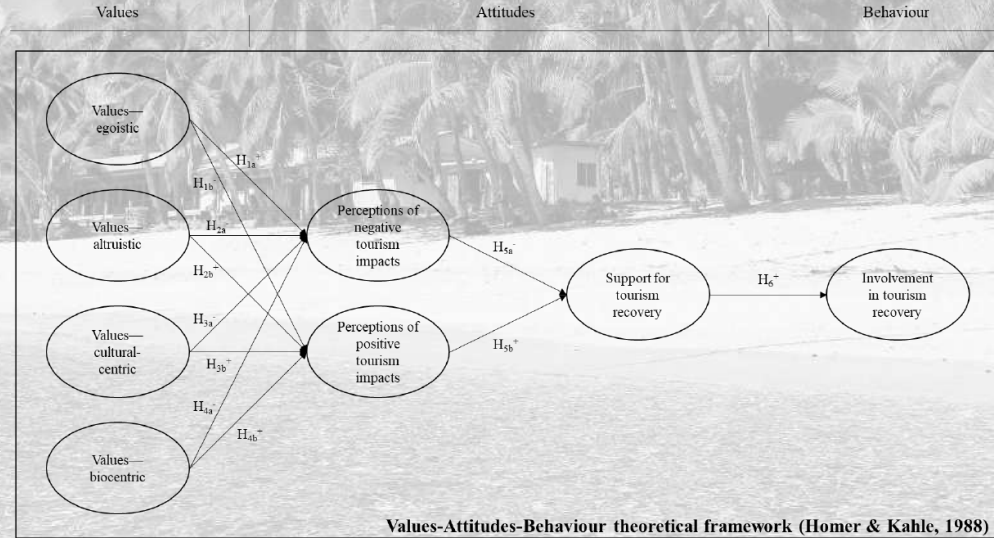 Values
Attitudes
Behaviour
Values—
egoistic
Values—
altruistic
Values—
cultural-
centric
Values—
biocentric
H1a+
H1b-
H2a-
H2b+
H3a-
H3b+
H4a-
H4b+
Perceptions of
negative
tourism
impacts
Perceptions of
positive
tourism
impacts
H5a-
H5b+
Support for
tourism
recovery
H6+
Involvement
in tourism
recovery
Values-Attitudes-Behaviour theoretical framework (Homer & Kahle, 1988)